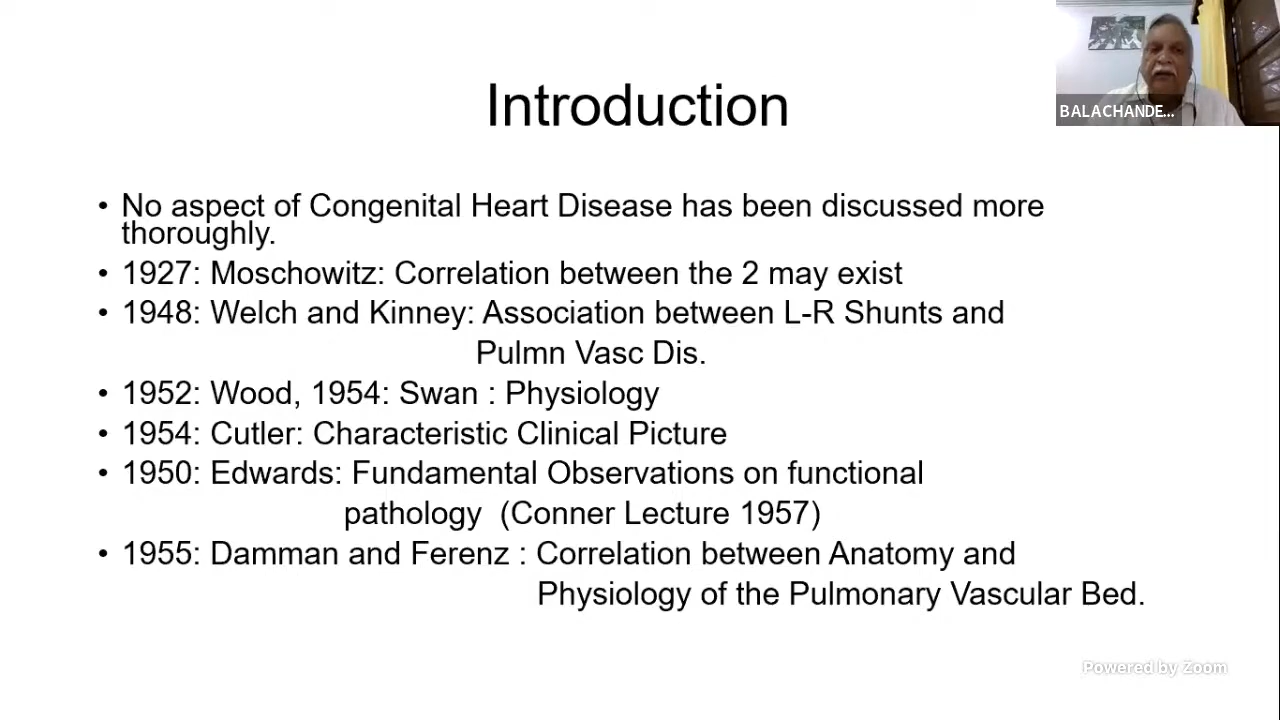 Introduction
BALACHANDE...
• No aspect of Congenital Heart Disease has been discussed more
thoroughly.
• 1927: Moschowitz: Correlation between the 2 may exist
• 1948: Welch and Kinney: Association between L-R Shunts and
Pulmn Vasc Dis.
• 1952: Wood, 1954: Swan : Physiology
• 1954: Cutler: Characteristic Clinical Picture
• 1950: Edwards: Fundamental Observations on functional
pathology (Conner Lecture 1957)
• 1955: Damman and Ferenz : Correlation between Anatomy and
Physiology of the Pulmonary Vascular Bed.
Powered by Zoom